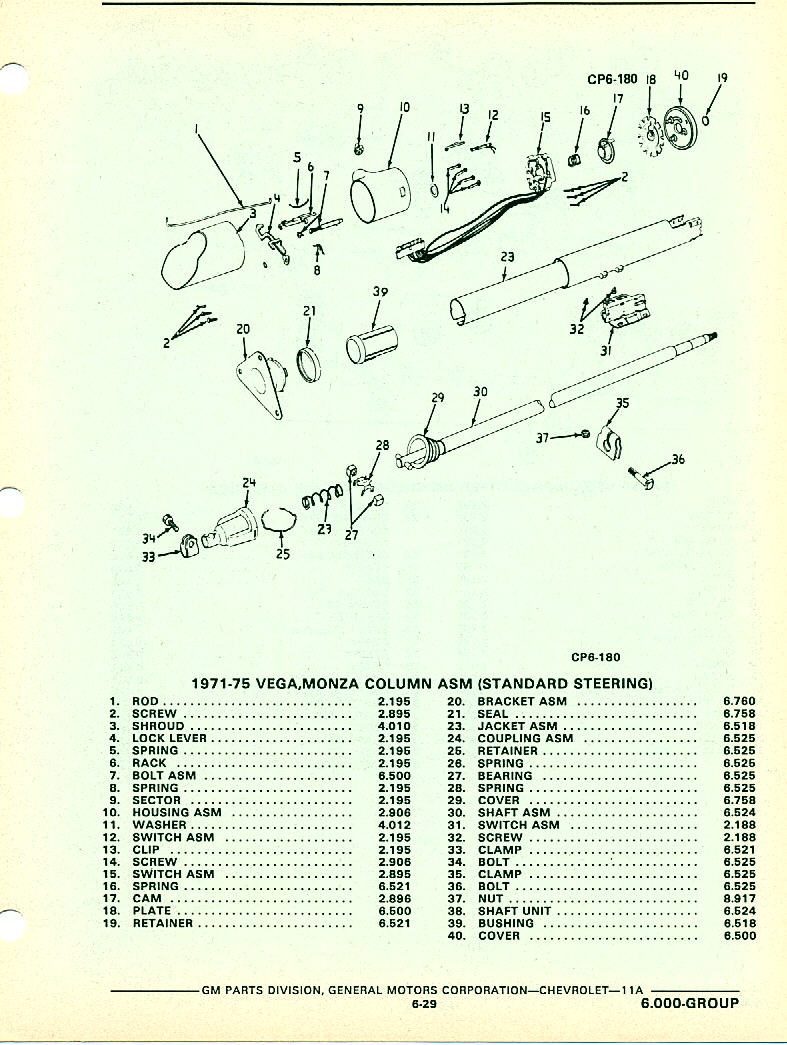 CP6-180 18 40 19
17
16
9 10 13 12 15
11
1
5 6 7
2
14
4
3
8
23
39
21
32
31
2 20
30
29 35
37
28 36
24
34 27 27
33 25
CP6-180
1971-75 VEGA,MONZA COLUMN ASM (STANDARD STEERING)
1. ROD .......................... 2.195
2. SCREW ....................... 2.895
3. SHROUD ...................... 4.010
4. LOCK LEVER ................... 2.195
5. SPRING ....................... 2.195
6. RACK ......................... 2.195
7. BOLT ASM .................... 6.500
8. SPRING ....................... 2.195
9. SECTOR ...................... 2.195
10. HOUSING ASM ................ 2.906
11. WASHER ...................... 4.012
12. SWITCH ASM .................. 2.195
13. CLIP .......................... 2.195
14. SCREW ....................... 2.906
15. SWITCH ASM .................. 2.895
16. SPRING ....................... 6.521
17. CAM ......................... 2.896
18. PLATE ........................ 6.500
19. RETAINER ..................... 6.521
20. BRACKET ASM ................. 6.760
21. SEAL ......................... 6.758
23. JACKET ASM ................... 6.518
24. COUPLING ASM ................ 6.525
25. RETAINER ..................... 6.525
26. SPRING ....................... 6.525
27. BEARING ...................... 6.525
28. SPRING ....................... 6.525
29. COVER ....................... 6.758
30. SHAFT ASM .................... 6.524
31. SWITCH ASM .................. 2.188
32. SCREW ....................... 2.188
33. CLAMP ....................... 6.521
34. BOLT ......................... 6.525
35. CLAMP ....................... 6.525
36. BOLT ......................... 6.525
37. NUT .......................... 8.917
38. SHAFT UNIT ................... 6.524
39. BUSHING ...................... 6.518
40. COVER ....................... 6.500
GM PARTS DIVISION, GENERAL MOTORS CORPORATION—CHEVROLET—11A
6-29 6.000-GROUP